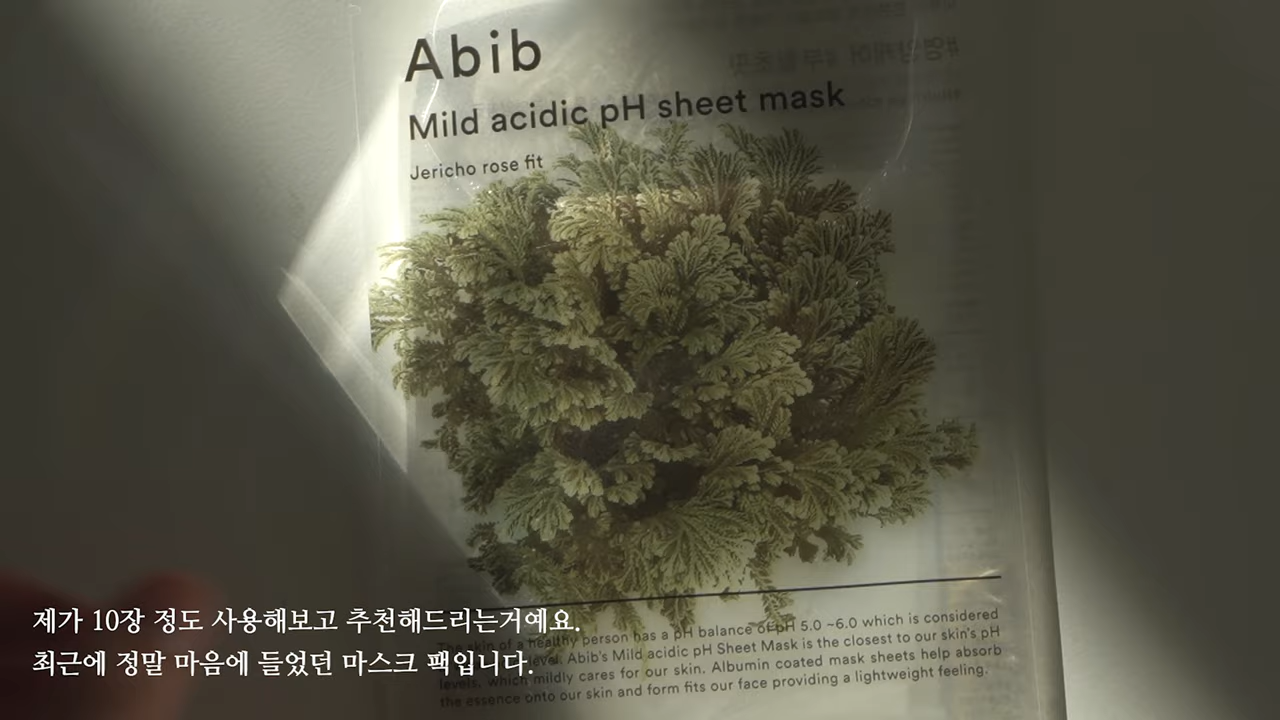 Abib
Mild acidic pH sheet mask
Jericho rose fit
The skin of a healthy person has a pH balance of pH 5.0 ~6.0 which is considered
level. Abib's Mild acidic pH Sheet Mask is the closest to our skin's pH
levels, which mildly cares for our skin. Albumin coated mask sheets help absorb
the essence onto our skin and form fits our face providing a lightweight feeling.
제가 10장 정도 사용해보고 추천해드리는거예요.
최근에 정말 마음에 들었던 마스크 팩입니다.